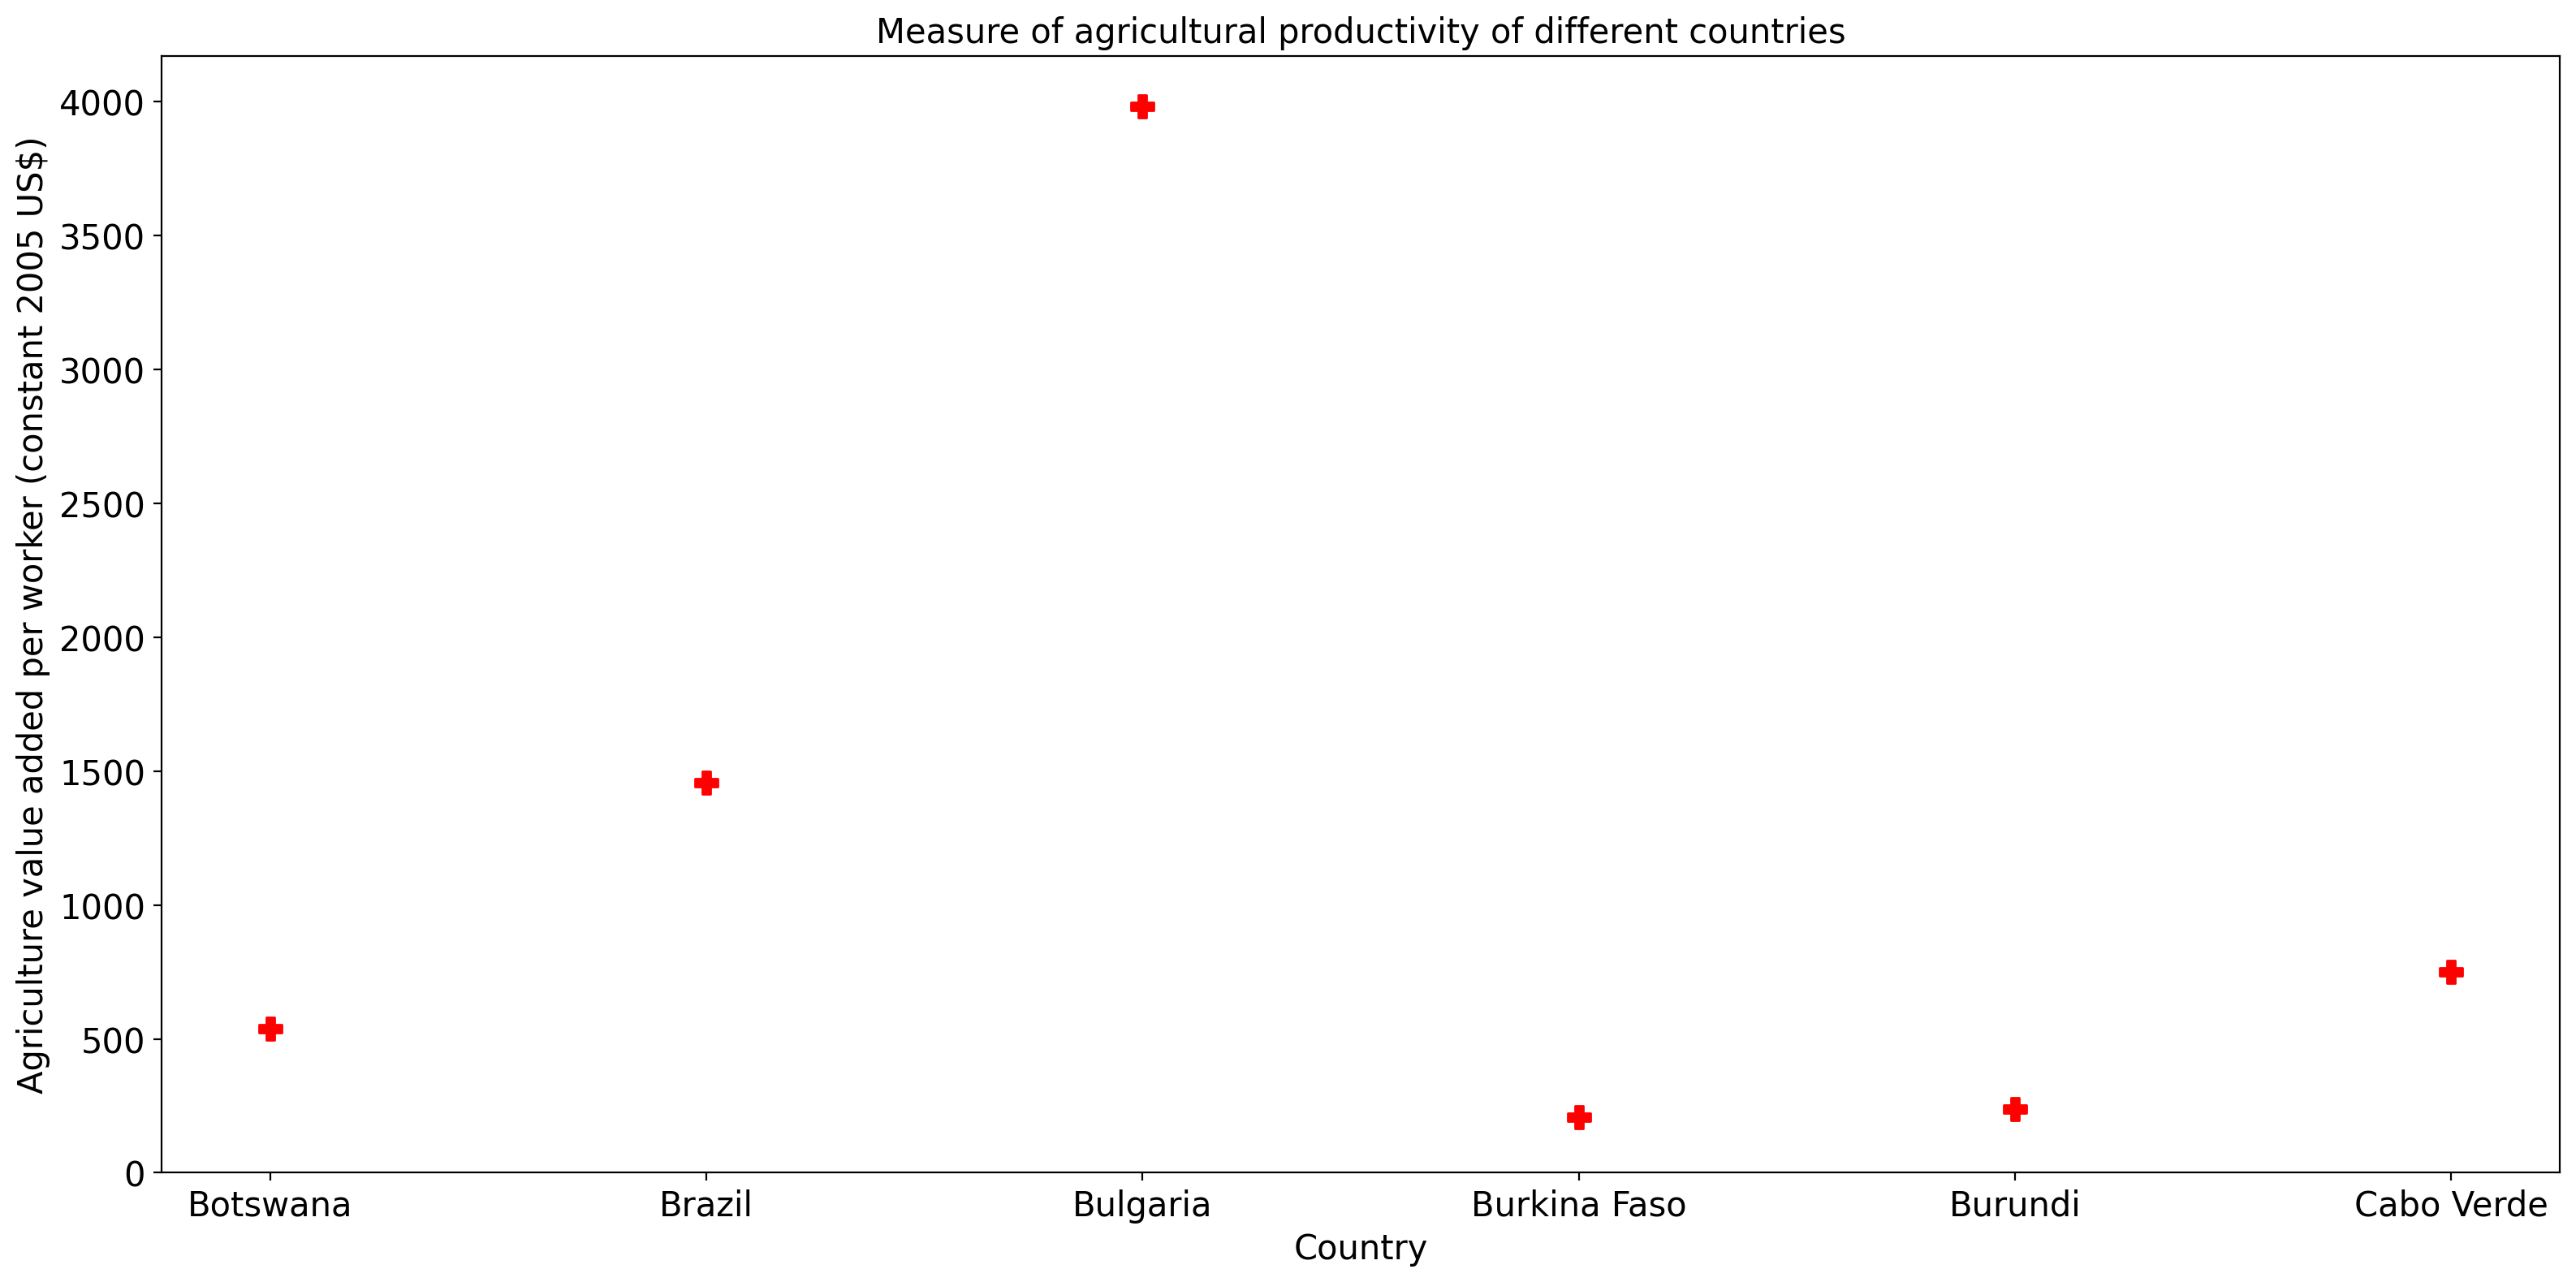 Measure of agricultural productivity of different countries
Agriculture value added per worker (constant 2005 US$)
4000
3500
3000
2500
2000
1500
1000
500
0
Botswana Brazil Bulgaria Burkina Faso Burundi Cabo Verde
Country